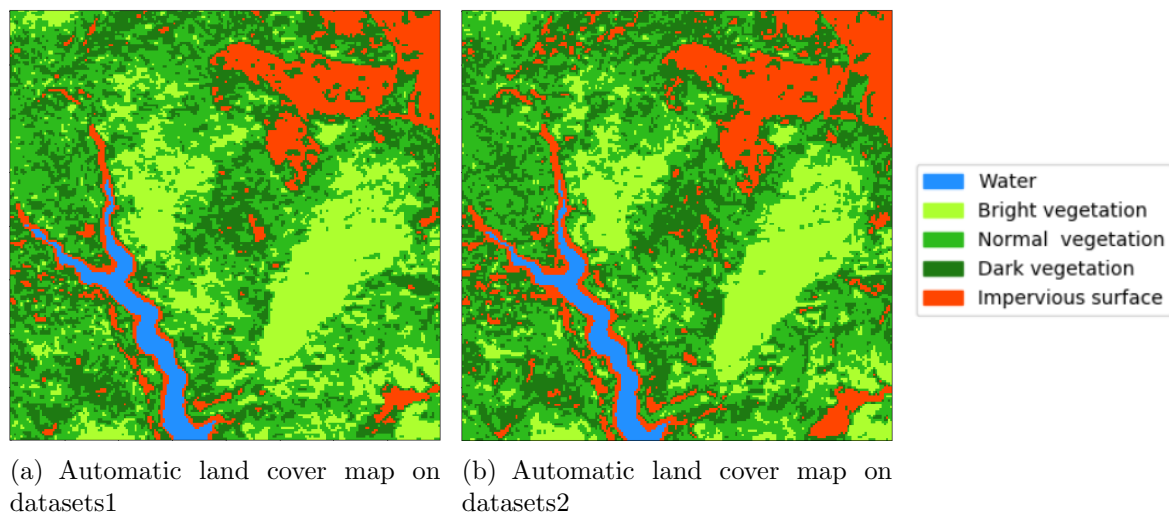 Water
Bright vegetation
Normal  vegetation
Dark vegetation
Impervious surface
(a) Automatic land cover map on
datasets1
(b) Automatic land cover map on
datasets2